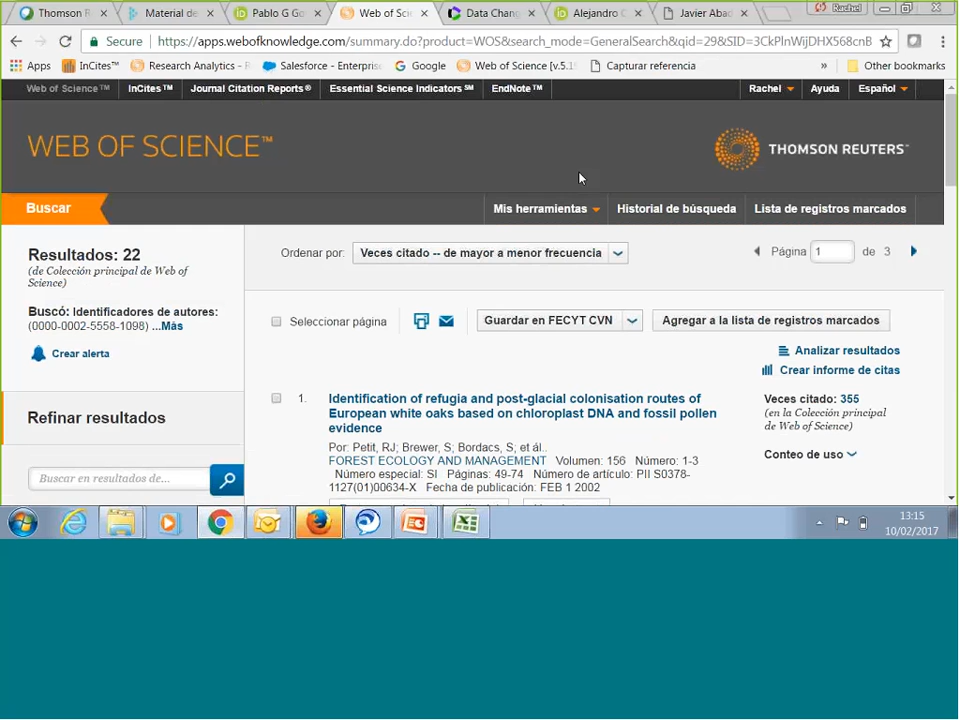 Thomson R
Material de
Pablo G Go
Web of Scie
Data Chang
Alejandro C
Javier Abad
Rachel
Secure
https://apps.webofknowledge.com/summary.do?product=WOS&search_mode=GeneralSearch&qid=29&SID=3CkPlnWijDHX568cnB
Apps
InCites™
Research Analytics - F
Salesforce - Enterprise
Google
Web of Science [v.5.1
Capturar referencia
»
Other bookmarks
Web of Science™
InCites™
Journal Citation Reports®
Essential Science Indicators℠
EndNote™
Rachel
Ayuda
Español
WEB OF SCIENCE™
THOMSON REUTERS™
Buscar
Mis herramientas
Historial de búsqueda
Lista de registros marcados
Resultados: 22
(de Colección principal de Web of
Science)
Buscó: Identificadores de autores:
(0000-0002-5558-1098) ...Más
Crear alerta
Refinar resultados
Buscar en resultados de...
Ordenar por:
Veces citado -- de mayor a menor frecuencia
Página 1 de 3
Seleccionar página
Guardar en FECYT CVN
Agregar a la lista de registros marcados
Analizar resultados
Crear informe de citas
1.
Identification of refugia and post-glacial colonisation routes of
European white oaks based on chloroplast DNA and fossil pollen
evidence
Por: Petit, RJ; Brewer, S; Bordacs, S; et ál..
FOREST ECOLOGY AND MANAGEMENT Volumen: 156 Número: 1-3
Número especial: SI Páginas: 49-74 Número de artículo: PII S0378-
1127(01)00634-X Fecha de publicación: FEB 1 2002
Veces citado: 355
(en la Colección principal
de Web of Science)
Conteo de uso
13:15
10/02/2017